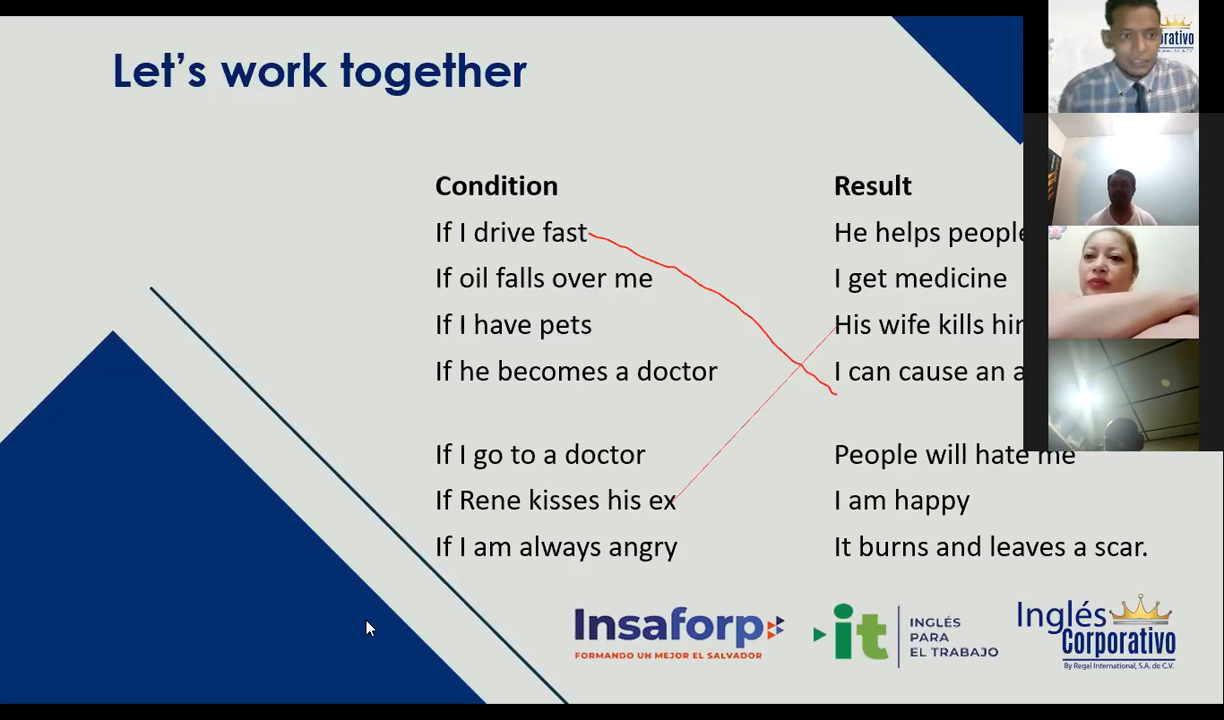 Let's work together
Condition
Result
If I drive fast
He helps people
If oil falls over me
I get medicine
If I have pets
His wife kills
If he becomes a doctor
I can cause an
If I go to a doctor
People will hate me
If Rene kisses his ex
I am happy
If I am always angry
It burns and leaves a scar.
Insaforp
FORMANDO UN MEJOR EL SALVADOR
it
INGLÉS
PARA
EL TRABAJO
Inglés
Corporativo
By Regal International, S.A. de C.V.